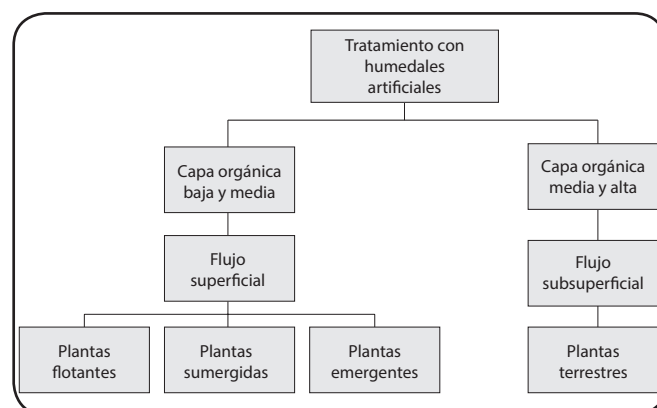 Tratamiento con
humedales
artificiales
Capa orgánica
baja y media
Capa orgánica
media y alta
Flujo
superficial
Flujo
subsuperficial
Plantas
flotantes
Plantas
sumergidas
Plantas
emergentes
Plantas
terrestres